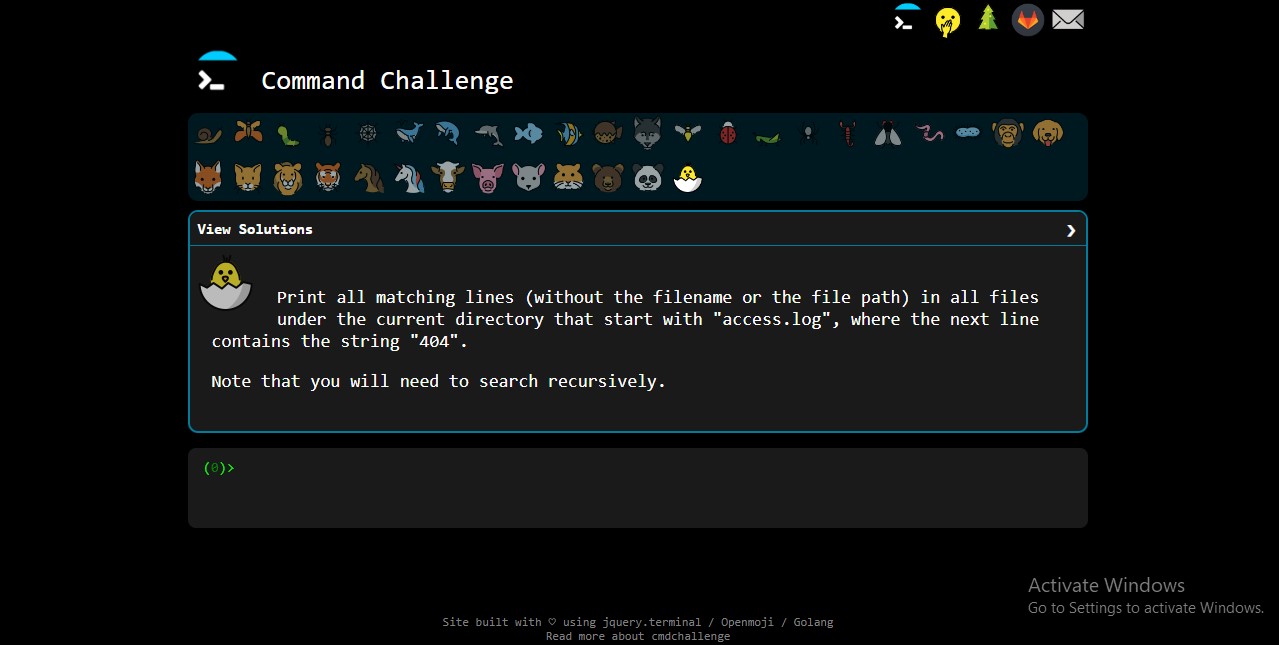 Command Challenge
View Solutions
Print all matching lines (without the filename or the file path) in all files
under the current directory that start with "access.log", where the next line
contains the string "404".
Note that you will need to search recursively.
(0)>
Activate Windows
Go to Settings to activate Windows.
Site built with ♡ using jquery.terminal / Openmoji / Golang
Read more about cmdchallenge